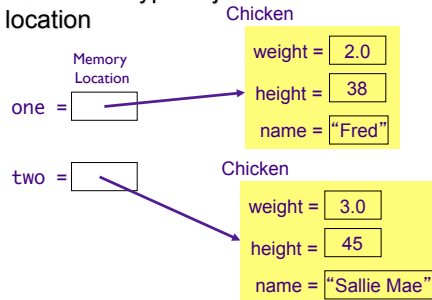 location
Memory
Location
one =
Chicken
weight = 2.0
height = 38
name = "Fred"
two =
Chicken
weight = 3.0
height = 45
name = "Sallie Mae"